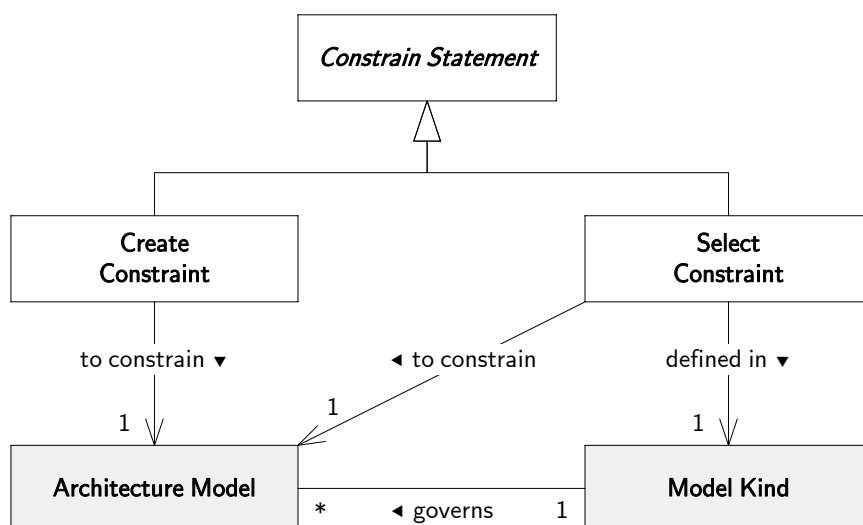 Constrain Statement
Create
Constraint
Select
Constraint
to constrain ▼
◄ to constrain
defined in ▼
1
1
1
Architecture Model
Model Kind
* ◄ governs 1